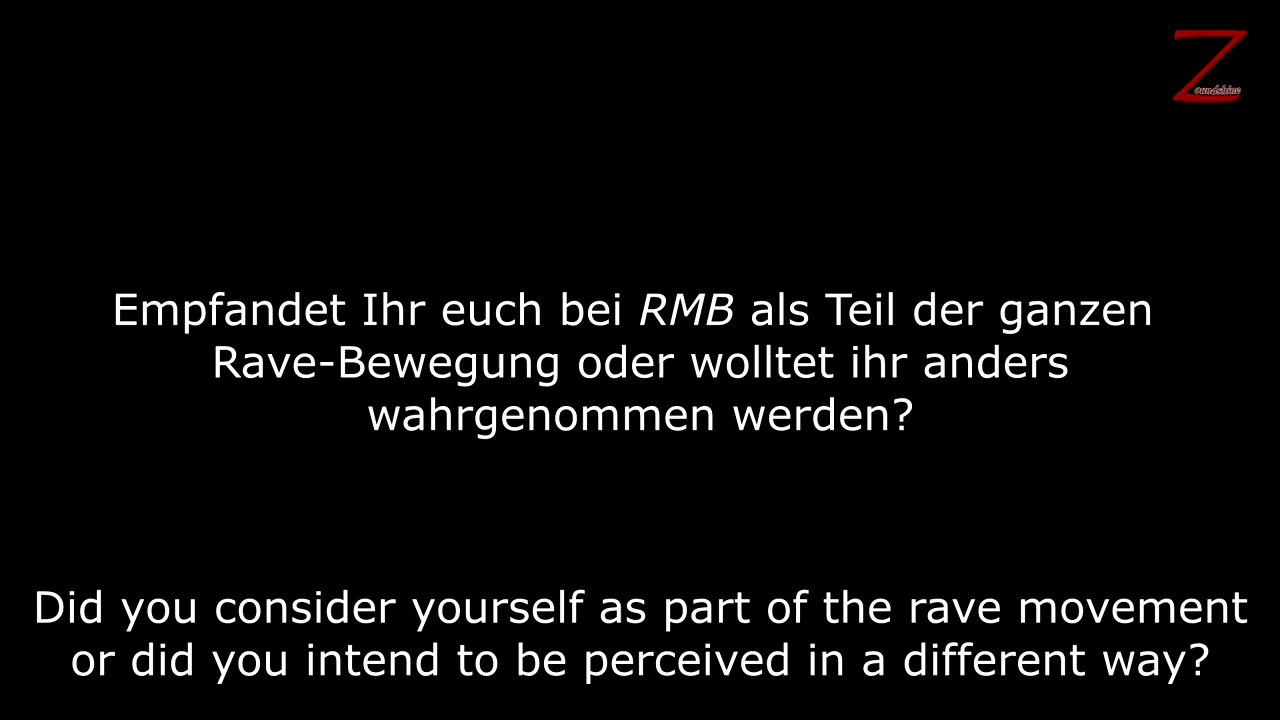 Zoundshine
Empfandet Ihr euch bei RMB als Teil der ganzen
Rave-Bewegung oder wolltet ihr anders
wahrgenommen werden?
Did you consider yourself as part of the rave movement
or did you intend to be perceived in a different way?